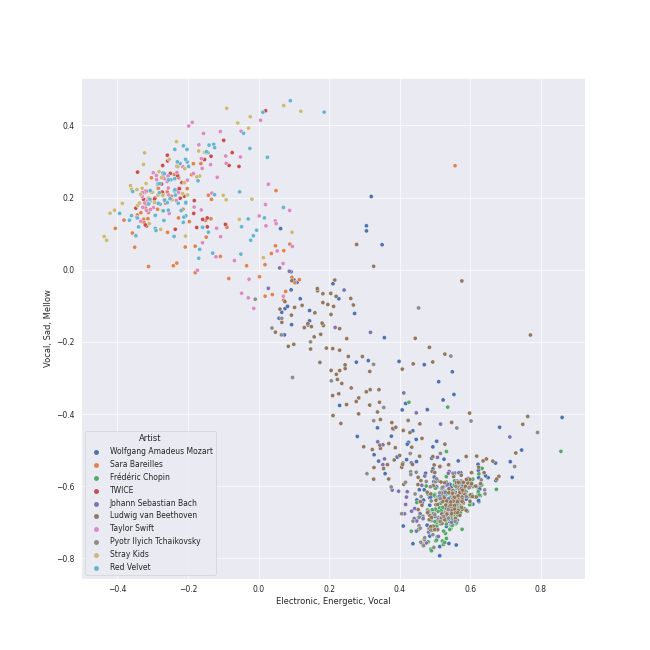 0.4
0.2
0.0
−0.2
−0.4
−0.6
−0.8
Vocal, Sad, Mellow
Artist
Wolfgang Amadeus Mozart
Sara Bareilles
Frédéric Chopin
TWICE
Johann Sebastian Bach
Ludwig van Beethoven
Taylor Swift
Pyotr Ilyich Tchaikovsky
Stray Kids
Red Velvet
−0.4 −0.2 0.0 0.2 0.4 0.6 0.8
Electronic, Energetic, Vocal